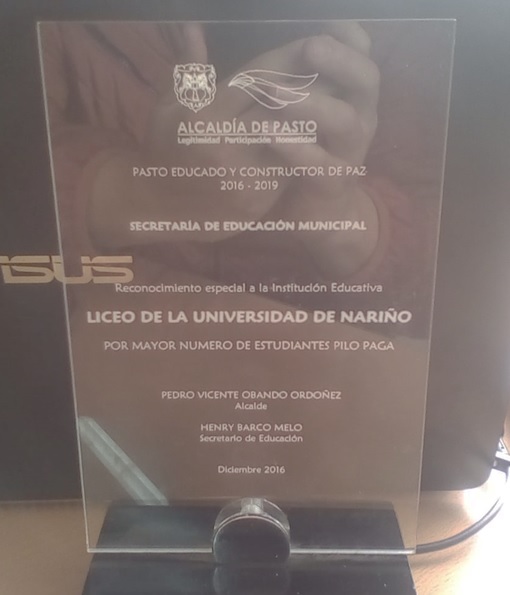 ALCALDÍA DE PASTO
Legitimidad Participación Honestidad
PASTO EDUCADO Y CONSTRUCTOR DE PAZ
2016 - 2019
SECRETARÍA DE EDUCACIÓN MUNICIPAL
ISUS
Reconocimiento especial a la Institución Educativa
LICEO DE LA UNIVERSIDAD DE NARIÑO
POR MAYOR NUMERO DE ESTUDIANTES PILO PAGA
PEDRO VICENTE OBANDO ORDOÑEZ
Alcalde
HENRY BARCO MELO
Secretario de Educación
Diciembre 2016